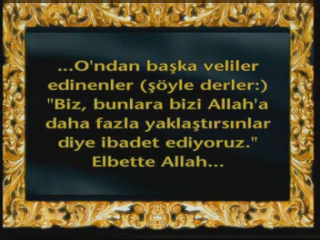 ...O'ndan başka veliler
edinenler (şöyle derler:)
"Biz, bunlara bizi Allah'a
daha fazla yaklaştırsınlar
diye ibadet ediyoruz."
Elbette Allah...